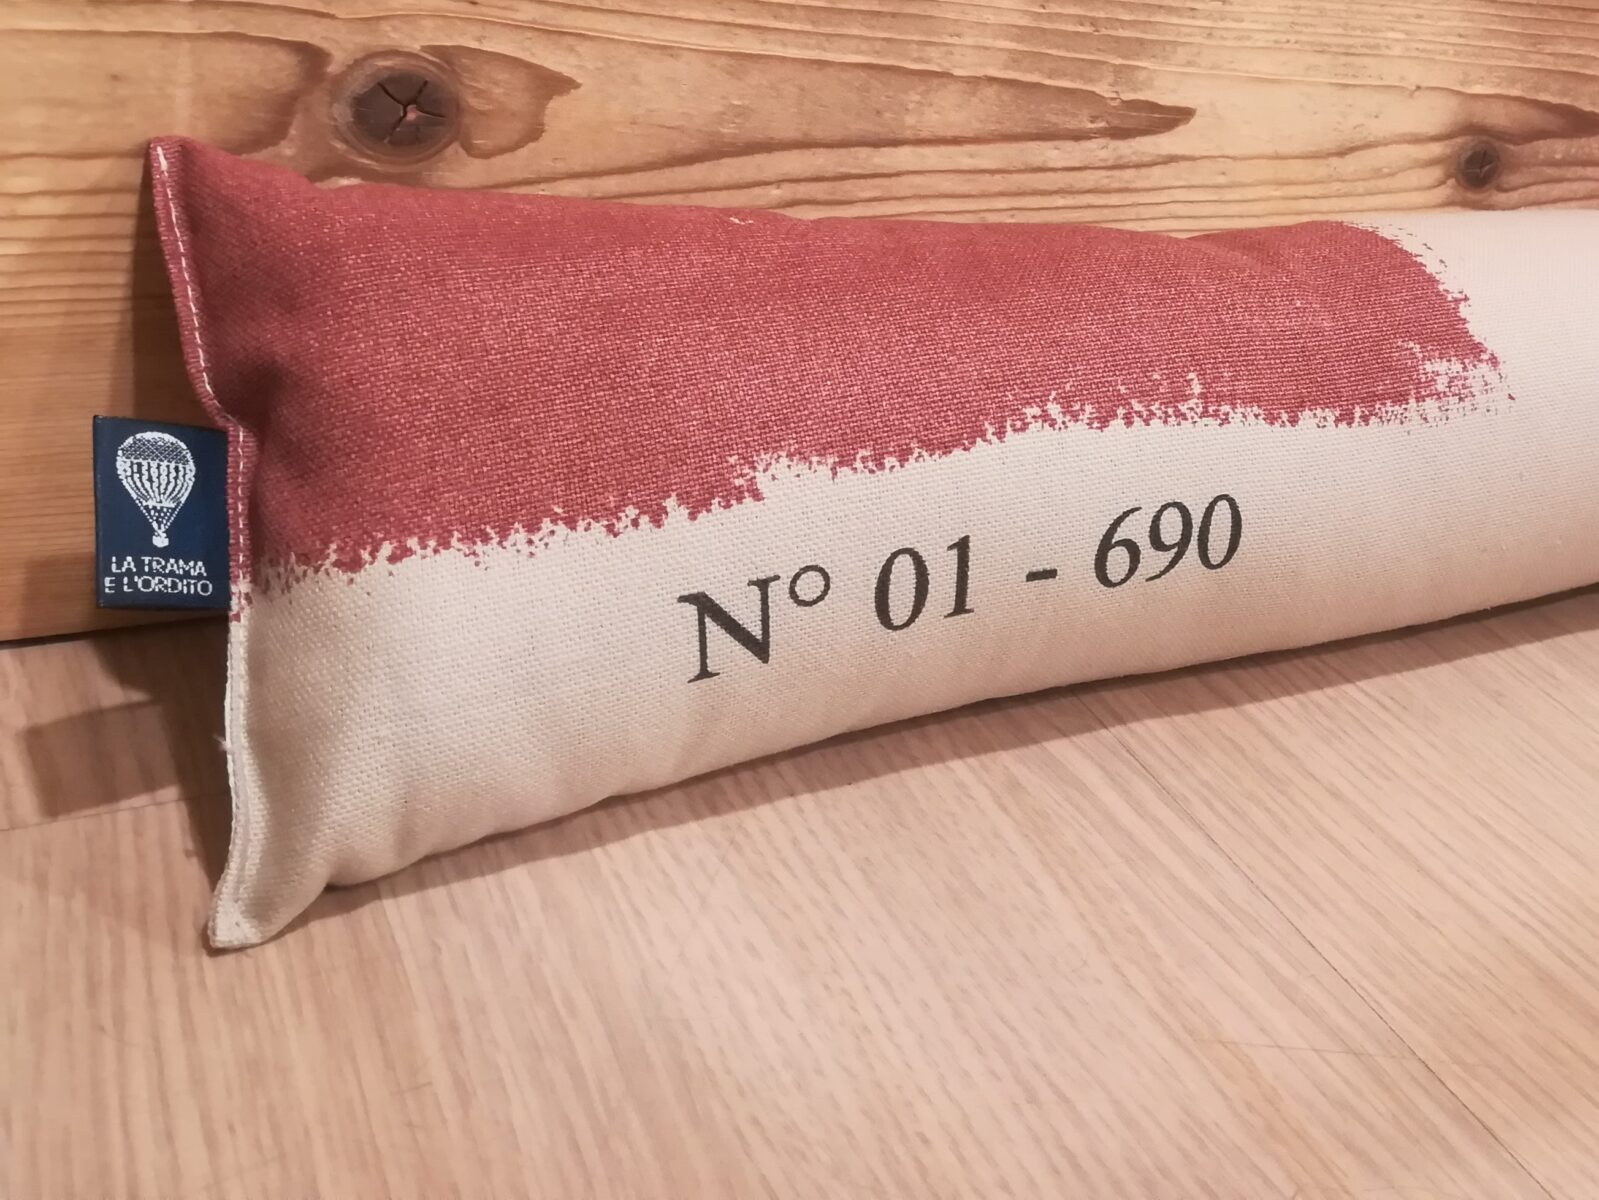 LA TRAMA
E L'ORDITO
N° 01 - 690